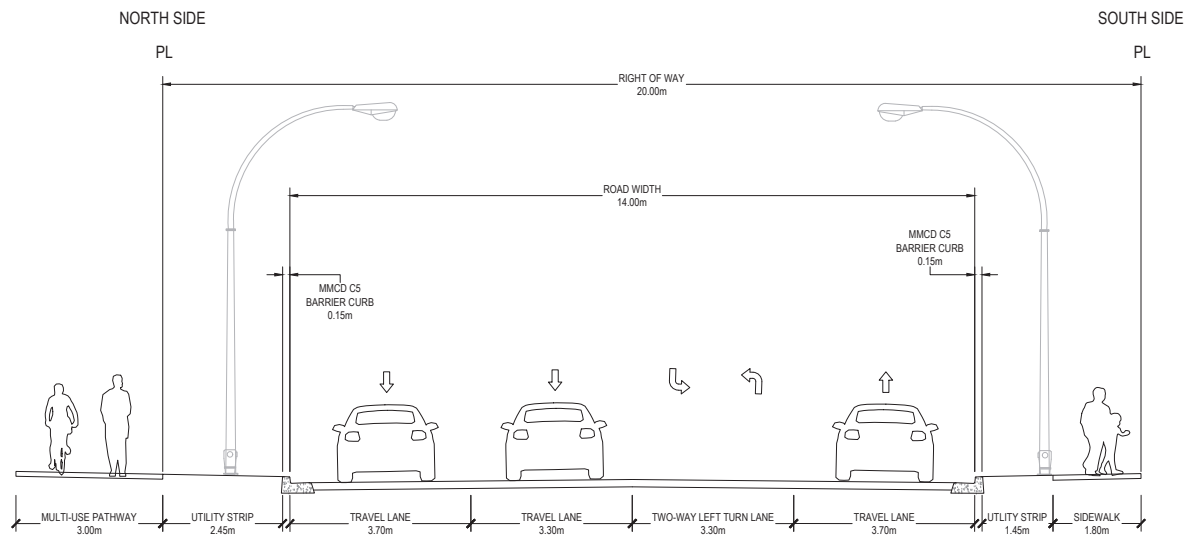 NORTH SIDE
SOUTH SIDE
PL
PL
RIGHT OF WAY
20.00m
ROAD WIDTH
14.00m
MMCD C5
BARRIER CURB
0.15m
MMCD C5
BARRIER CURB
0.15m
MULTI-USE PATHWAY
3.00m
UTILITY STRIP
2.45m
TRAVEL LANE
3.70m
TRAVEL LANE
3.30m
TWO-WAY LEFT TURN LANE
3.30m
TRAVEL LANE
3.70m
UTLITY STRIP
1.45m
SIDEWALK
1.80m